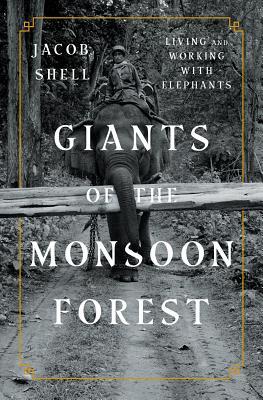 JACOB
SHELL
LIVING AND
WORKING
WITH
ELEPHANTS
GIANTS
OF THE
MONSOON
FOREST